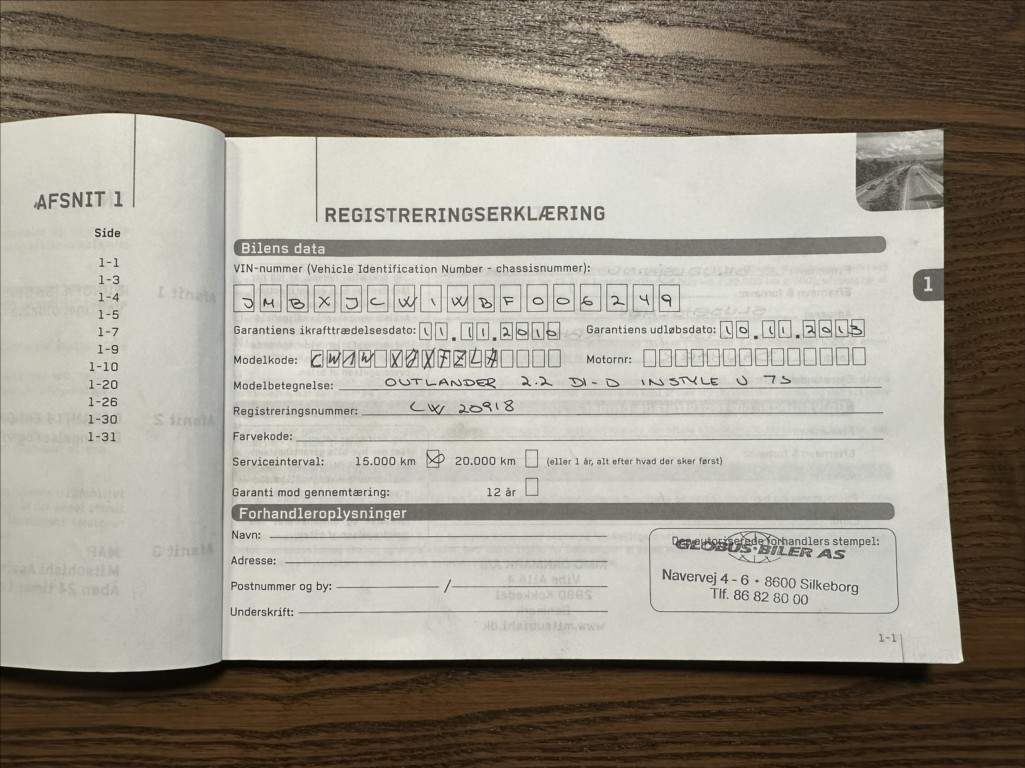 AFSNIT 1
Side
1-1
1-3
1-4
1-5
1-7
1-9
1-10
1-20
1-26
1-30
1-31
REGISTRERINGSERKLÆRING
1
Bilens data
VIN-nummer (Vehicle Identification Number - chassisnummer):
JMBXJCWIWBF006249
Garantiens ikrafttrædelsesdato: 11.11.2010 Garantiens udløbsdato: 10.11.2013
Modelkode: Motornr:
Modelbetegnelse: OUTLANDER 2.2 DI-D INSTYLE U 7S
Registreringsnummer: CW 20918
Farvekode:
Serviceinterval: 15.000 km 20.000 km (eller 1 år, alt efter hvad der sker først)
Garanti mod gennemtæring: 12 år
Forhandleroplysninger
Navn:
Adresse:
Postnummer og by: /
Underskrift:
Den autoriserede forhandlers stempel:
GLOBUS-BILER AS
Navervej 4 - 6 • 8600 Silkeborg
Tlf. 86 82 80 00
1-1